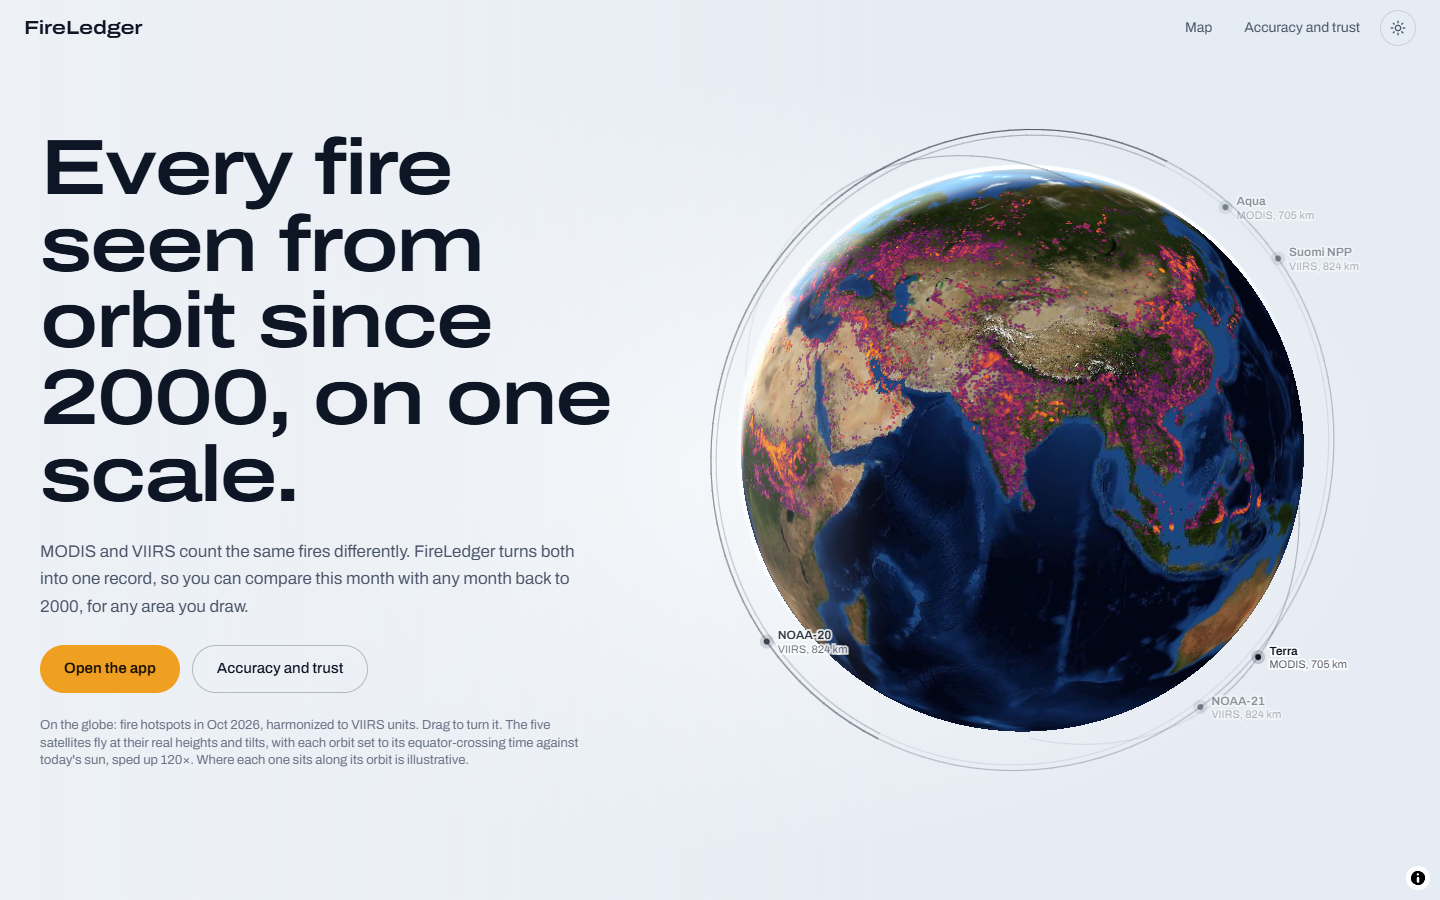 FireLedger
Map
Accuracy and trust
Every fire
seen from
orbit since
2000, on one
scale.
MODIS and VIIRS count the same fires differently. FireLedger turns both
into one record, so you can compare this month with any month back to
2000, for any area you draw.
Open the app
Accuracy and trust
On the globe: fire hotspots in Oct 2026, harmonized to VIIRS units. Drag to turn it. The five
satellites fly at their real heights and tilts, with each orbit set to its equator-crossing time against
today's sun, sped up 120×. Where each one sits along its orbit is illustrative.
Aqua
MODIS, 705 km
Suomi NPP
VIIRS, 824 km
NOAA-20
VIIRS, 824 km
Terra
MODIS, 705 km
NOAA-21
VIIRS, 824 km